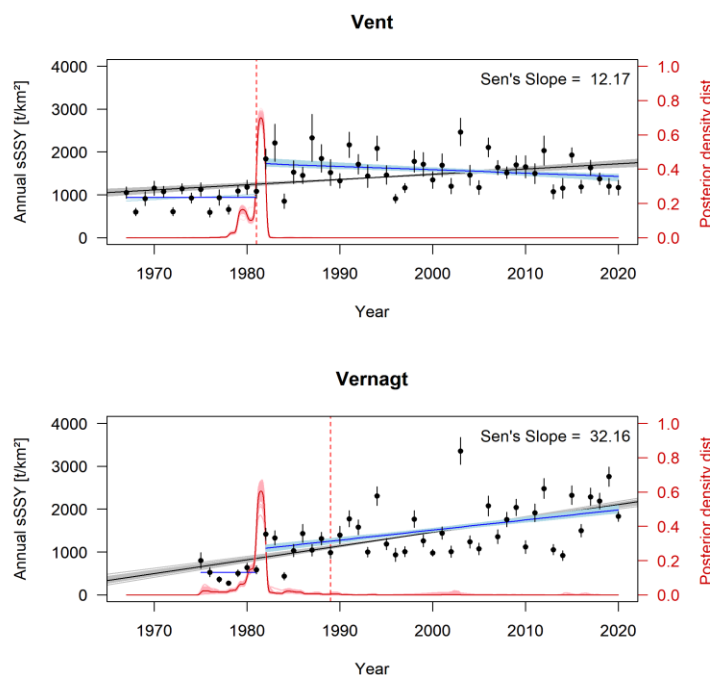 Vent
Sen's Slope = 12.17
Annual sSSY [t/km²]
4000
3000
2000
1000
0
1.0
0.8
0.6
0.4
0.2
0.0
Posterior density dist
1970 1980 1990 2000 2010 2020
Year
Vernagt
Sen's Slope = 32.16
Annual sSSY [t/km²]
4000
3000
2000
1000
0
1.0
0.8
0.6
0.4
0.2
0.0
Posterior density dist
1970 1980 1990 2000 2010 2020
Year